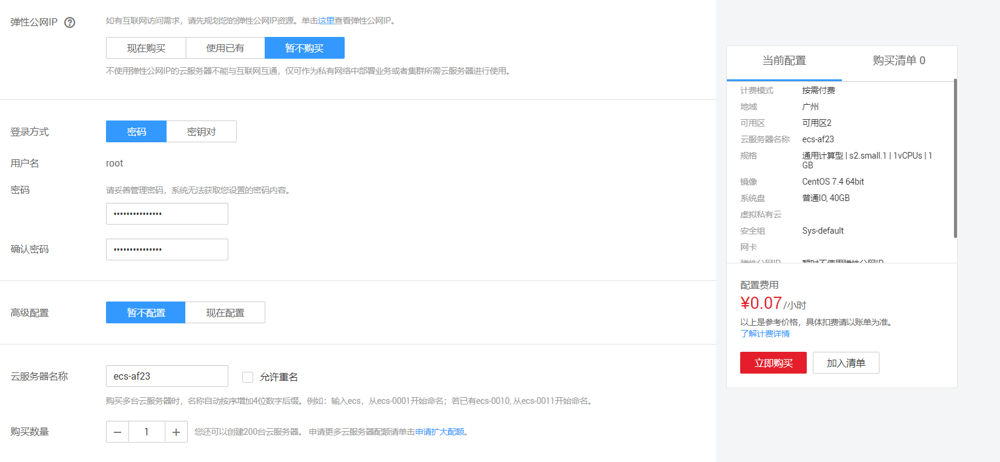 弹性公网IP
如有互联网访问需求，请先规划您的弹性公网IP资源。单击这里查看弹性公网IP。
现在购买 使用已有 暂不购买
不使用弹性公网IP的云服务器不能与互联网互通，仅可作为私有网络中部署业务或者集群所需云服务器进行使用。
登录方式 密码 密钥对
用户名 root
密码 请妥善管理密码，系统无法获取您设置的密码内容。
•••••••••••••••
确认密码 •••••••••••••••
高级配置 暂不配置 现在配置
云服务器名称 ecs-af23 允许重名
购买多台云服务器时，名称自动按序增加4位数字后缀。例如：输入ecs，从ecs-0001开始命名；若已有ecs-0010, 从ecs-0011开始命名。
购买数量 − 1 + 您还可以创建200台云服务器。 申请更多云服务器配额请单击申请扩大配额。
当前配置 购买清单 0
计费模式 按需付费
地域 广州
可用区 可用区2
云服务器名称 ecs-af23
规格 通用计算型 | s2.small.1 | 1vCPUs | 1
GB
镜像 CentOS 7.4 64bit
系统盘 普通IO, 40GB
虚拟私有云
安全组 Sys-default
网卡
弹性公网IP 暂时不使用弹性公网IP
配置费用
¥0.07/小时
以上是参考价格，具体扣费请以账单为准。
了解计费详情
立即购买 加入清单